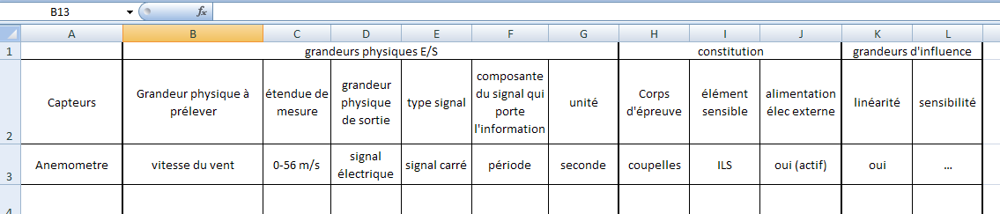 B13
fx
A B C D E F G H I J K L
1 grandeurs physiques E/S constitution grandeurs d'influence
2 Capteurs Grandeur physique à prélever étendue de mesure grandeur physique de sortie type signal composante du signal qui porte l'information unité Corps d'épreuve élément sensible alimentation élec externe linéarité sensibilité
3 Anemometre vitesse du vent 0-56 m/s signal électrique signal carré période seconde coupelles ILS oui (actif) oui ...
4